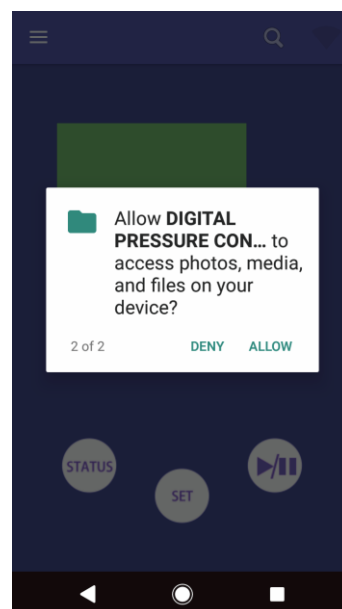 Allow DIGITAL
PRESSURE CON... to
access photos, media,
and files on your
device?
2 of 2 DENY ALLOW
STATUS
SET